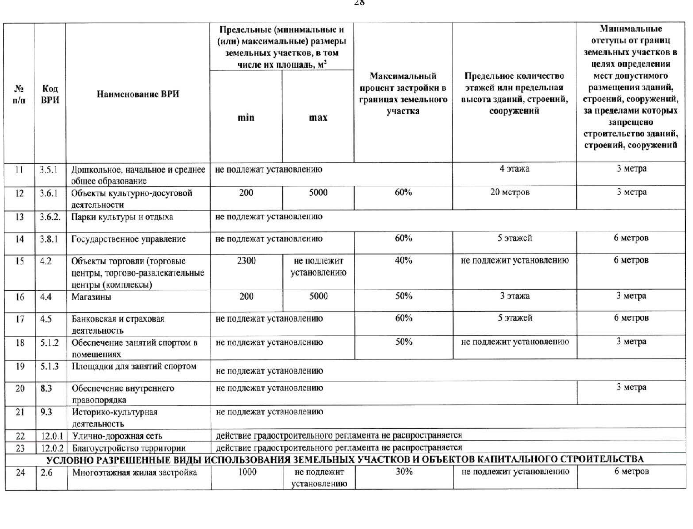 28
№ п/п | Код ВРИ | Наименование ВРИ | Предельные (минимальные и (или) максимальные) размеры земельных участков, в том числе их площадь, м² | Максимальный процент застройки в границах земельного участка | Предельное количество этажей или предельная высота зданий, строений, сооружений | Минимальные отступы от границ земельных участков в целях определения мест допустимого размещения зданий, строений, сооружений, за пределами которых запрещено строительство зданий, строений, сооружений
min | max
11 | 3.5.1 | Дошкольное, начальное и среднее общее образование | не подлежат установлению | 4 этажа | 3 метра
12 | 3.6.1 | Объекты культурно-досуговой деятельности | 200 | 5000 | 60% | 20 метров | 3 метра
13 | 3.6.2. | Парки культуры и отдыха | не подлежат установлению
14 | 3.8.1 | Государственное управление | не подлежат установлению | 60% | 5 этажей | 6 метров
15 | 4.2 | Объекты торговли (торговые центры, торгово-развлекательные центры (комплексы) | 2300 | не подлежит установлению | 40% | не подлежит установлению | 6 метров
16 | 4.4 | Магазины | 200 | 5000 | 50% | 3 этажа | 3 метра
17 | 4.5 | Банковская и страховая деятельность | не подлежат установлению | 60% | 5 этажей | 6 метров
18 | 5.1.2 | Обеспечение занятий спортом в помещениях | не подлежат установлению | 50% | не подлежит установлению | 3 метра
19 | 5.1.3 | Площадки для занятий спортом | не подлежат установлению
20 | 8.3 | Обеспечение внутреннего правопорядка | не подлежат установлению | 3 метра
21 | 9.3 | Историко-культурная деятельность | не подлежат установлению
22 | 12.0.1 | Улично-дорожная сеть | действие градостроительного регламента не распространяется
23 | 12.0.2 | Благоустройство территории | действие градостроительного регламента не распространяется
УСЛОВНО РАЗРЕШЕННЫЕ ВИДЫ ИСПОЛЬЗОВАНИЯ ЗЕМЕЛЬНЫХ УЧАСТКОВ И ОБЪЕКТОВ КАПИТАЛЬНОГО СТРОИТЕЛЬСТВА
24 | 2.6 | Многоэтажная жилая застройка | 1000 | не подлежит установлению | 30% | не подлежит установлению | 6 метров